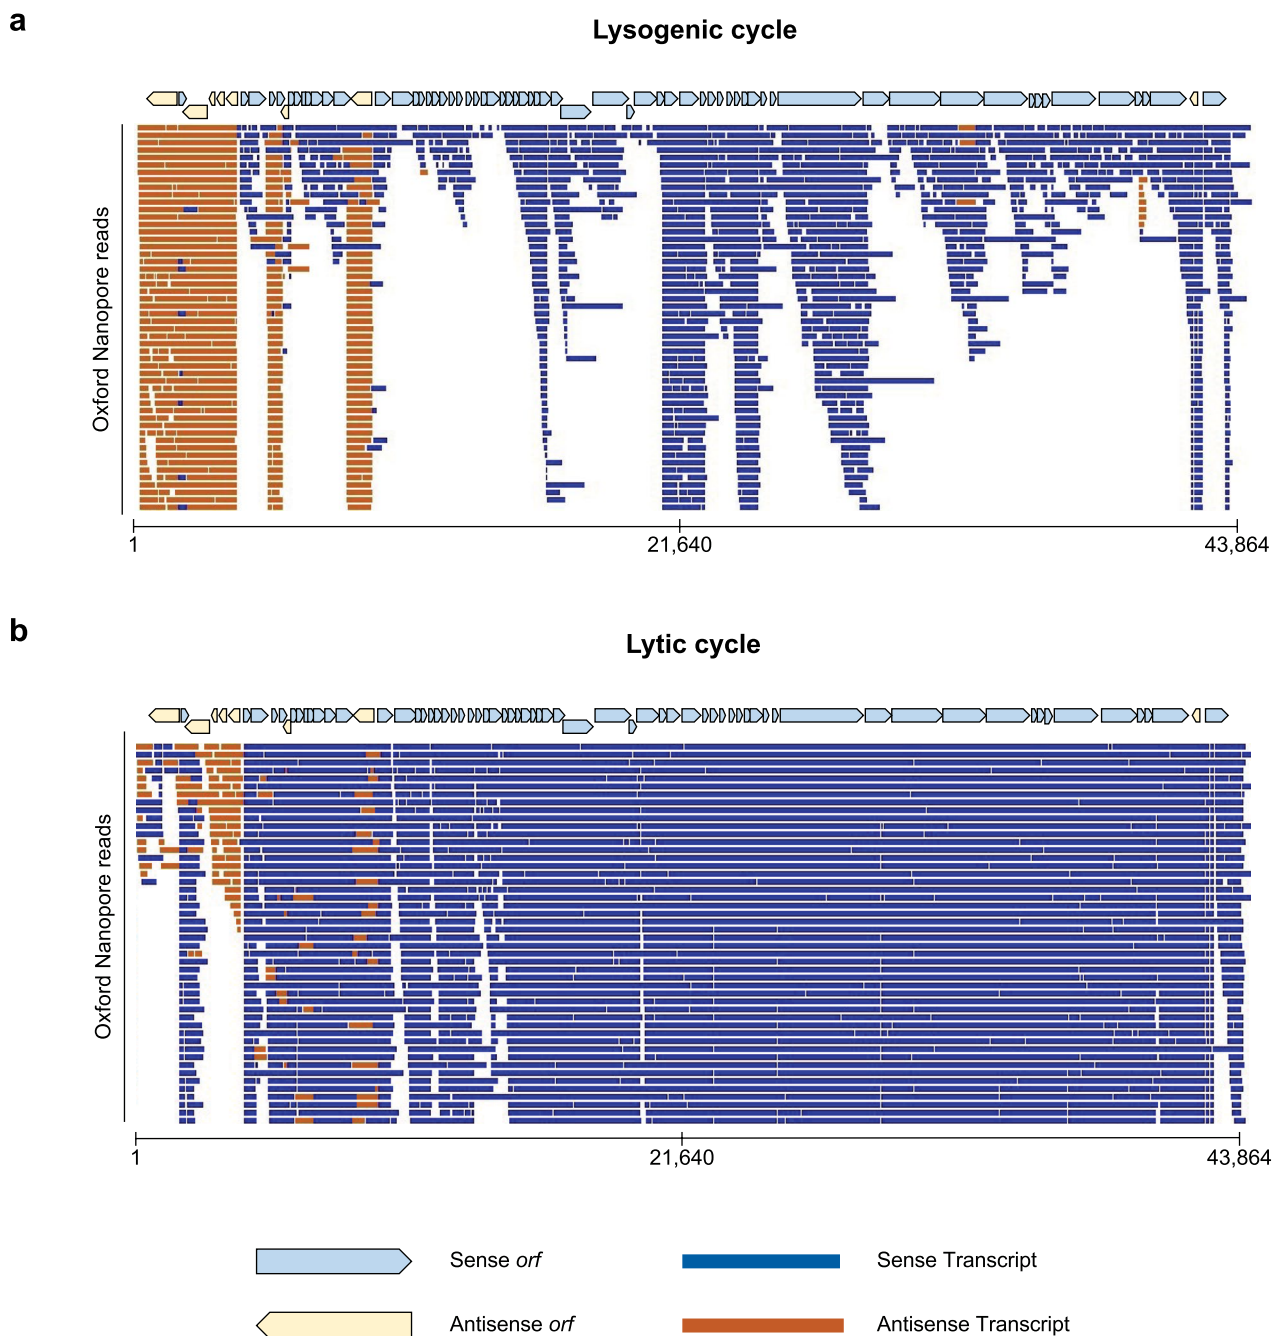 a
Lysogenic cycle
Oxford Nanopore reads
1
21,640
43,864
b
Lytic cycle
Oxford Nanopore reads
1
21,640
43,864
Sense orf
Sense Transcript
Antisense orf
Antisense Transcript